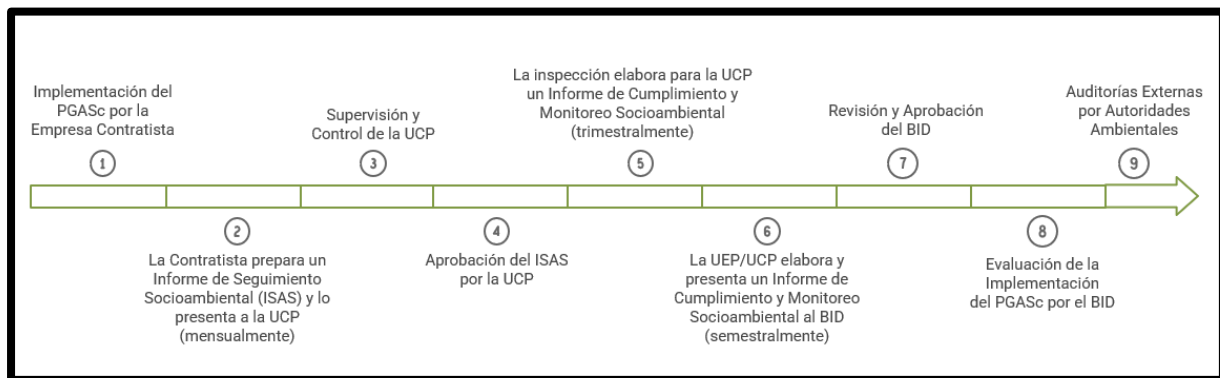 Implementación del
PGASc por la
Empresa Contratista
1
2
La Contratista prepara un
Informe de Seguimiento
Socioambiental (ISAS) y lo
presenta a la UCP
(mensualmente)
Supervisión y
Control de la UCP
3
4
Aprobación del ISAS
por la UCP
La inspección elabora para la UCP
un Informe de Cumplimiento y
Monitoreo Socioambiental
(trimestralmente)
5
6
La UEP/UCP elabora y
presenta un Informe de
Cumplimiento y Monitoreo
Socioambiental al BID
(semestralmente)
Revisión y Aprobación
del BID
7
8
Evaluación de la
Implementación
del PGASc por el BID
Auditorías Externas
por Autoridades
Ambientales
9